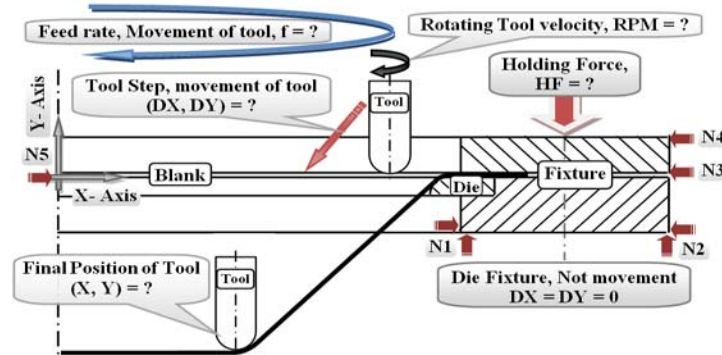 Feed rate, Movement of tool, f = ?
Rotating Tool velocity, RPM = ?
Tool Step, movement of tool
(DX, DY) = ?
Holding Force,
HF = ?
Tool
Y- Axis
N5
N4
N3
Blank
Fixture
Die
X- Axis
N1
N2
Final Position of Tool
(X, Y) = ?
Tool
Die Fixture, Not movement
DX = DY = 0